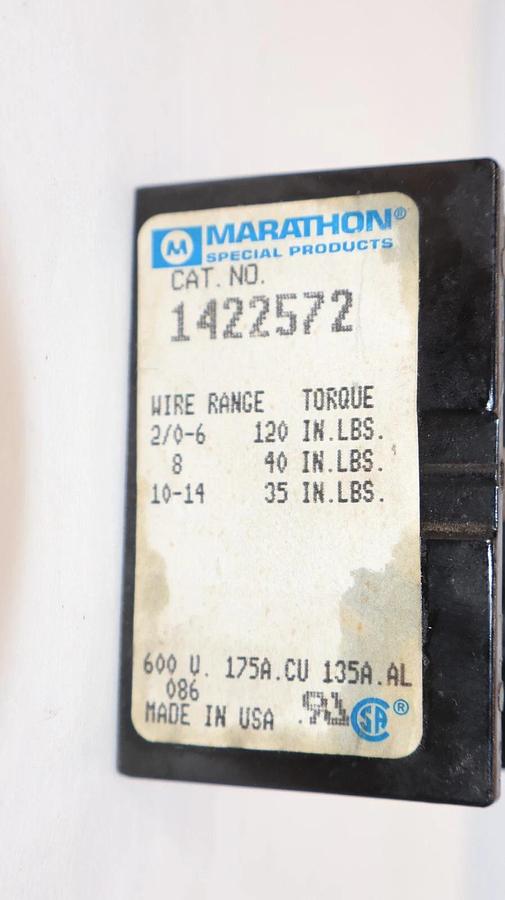 M MARATHON®
SPECIAL PRODUCTS
CAT. NO.
1422572
WIRE RANGE TORQUE
2/0-6 120 IN.LBS.
8 40 IN.LBS.
10-14 35 IN.LBS.
600 V. 175A.CU 135A.AL
086
MADE IN USA SA ®